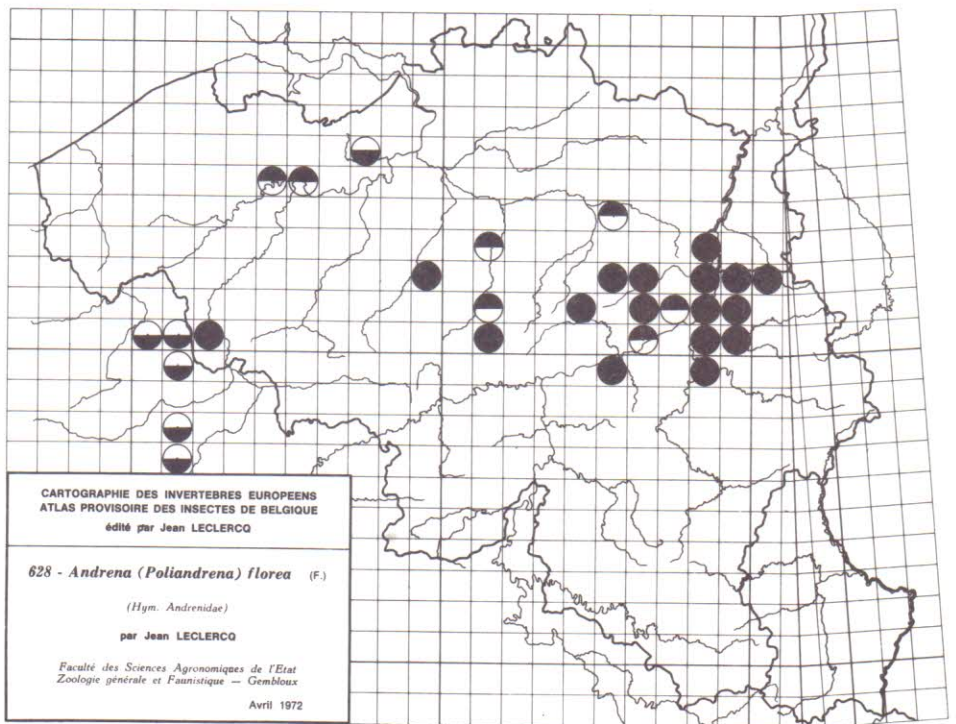 CARTOGRAPHIE DES INVERTEBRES EUROPEENS
ATLAS PROVISOIRE DES INSECTES DE BELGIQUE
édité par Jean LECLERCQ
628 - Andrena (Poliandrena) florea (F.)
(Hym. Andrenidae)
par Jean LECLERCQ
Faculté des Sciences Agronomiques de l'Etat
Zoologie générale et Faunistique — Gembloux
Avril 1972